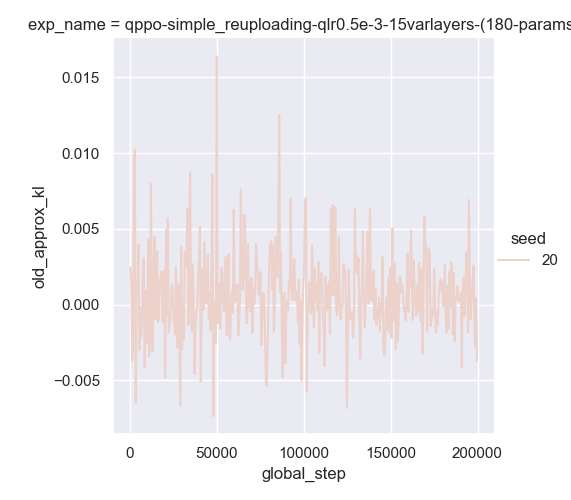 exp_name = qppo-simple_reuploading-qlr0.5e-3-15varlayers-(180-params
0.015
0.010
0.005
0.000
−0.005
old_approx_kl
0
50000
100000
150000
200000
global_step
seed
20